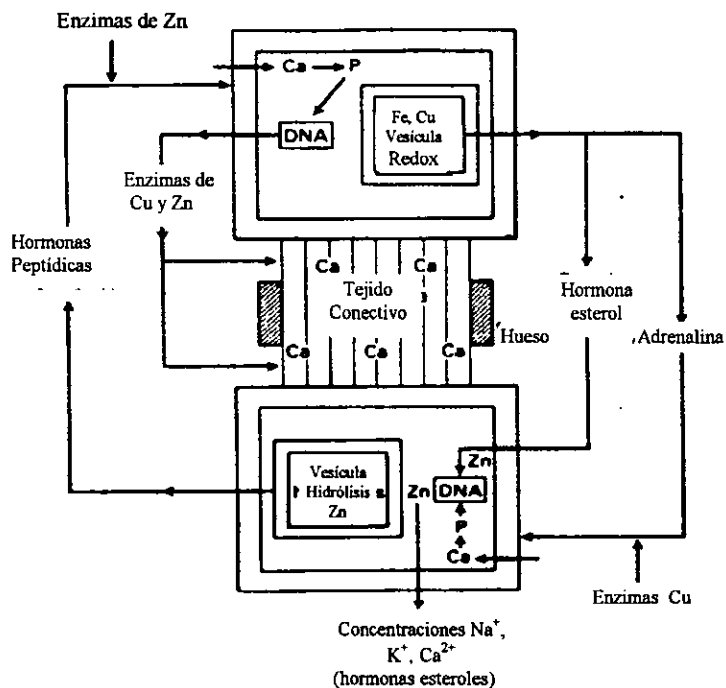 Enzimas de Zn
Ca
P
DNA
Fe, Cu
Vesícula
Redox
Enzimas de
Cu y Zn
Hormonas
Peptídicas
Ca
Ca
Tejido
Conectivo
Hueso
Hormona
esterol
Adrenalina
Ca
Ca
Ca
Vesícula
Hidrólisis
Zn
Zn
Zn
DNA
P
Ca
Enzimas Cu
Concentraciones Na⁺,
K⁺, Ca²⁺
(hormonas esteroles)